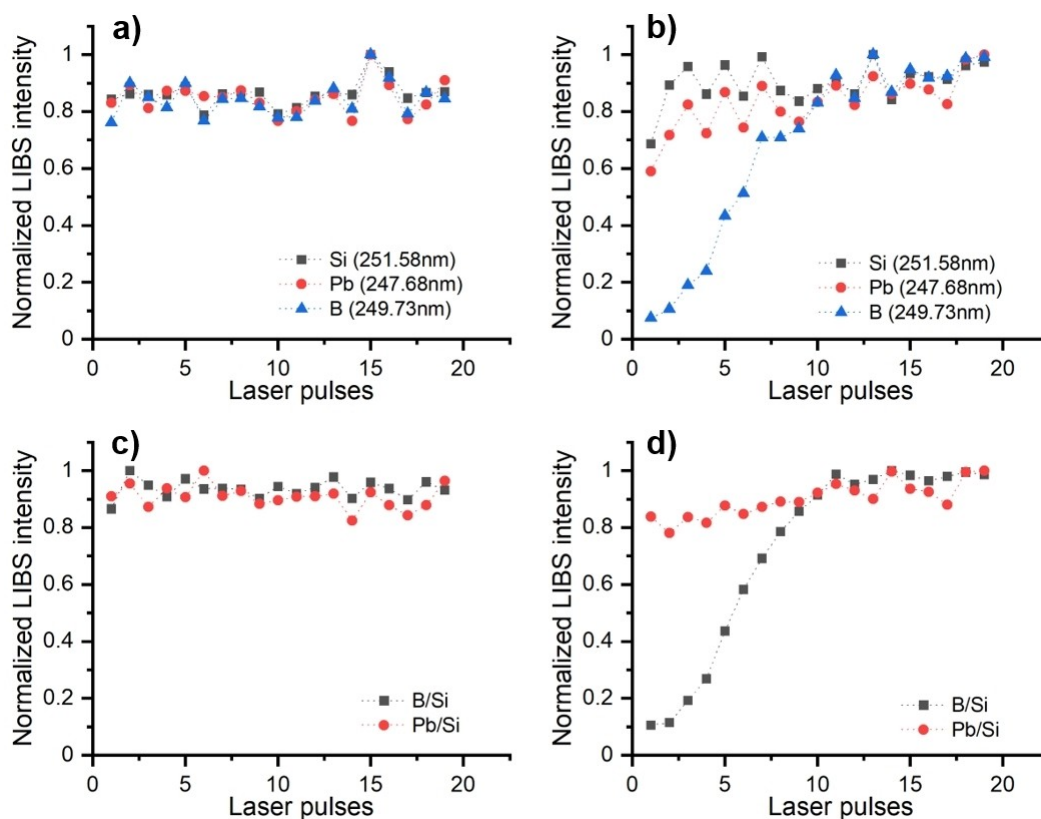 a)
Normalized LIBS intensity
1
0.8
0.6
0.4
0.2
0
Si (251.58nm)
Pb (247.68nm)
B (249.73nm)
0 5 10 15 20
Laser pulses
b)
Normalized LIBS intensity
1
0.8
0.6
0.4
0.2
0
Si (251.58nm)
Pb (247.68nm)
B (249.73nm)
0 5 10 15 20
Laser pulses
c)
Normalized LIBS intensity
1
0.8
0.6
0.4
0.2
0
B/Si
Pb/Si
0 5 10 15 20
Laser pulses
d)
Normalized LIBS intensity
1
0.8
0.6
0.4
0.2
0
B/Si
Pb/Si
0 5 10 15 20
Laser pulses